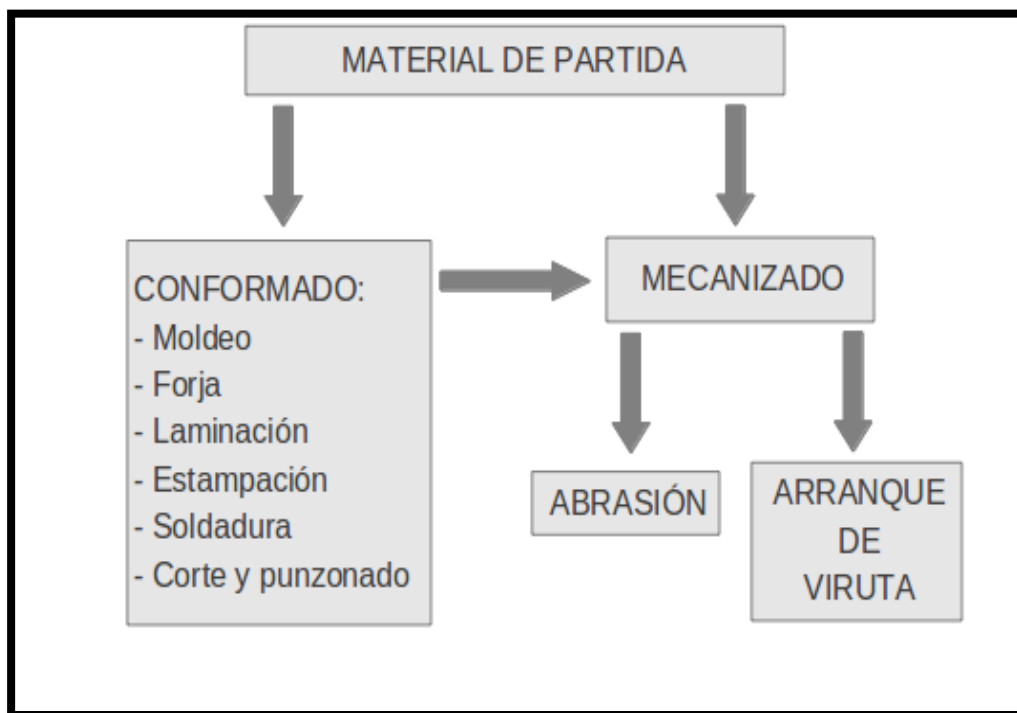 MATERIAL DE PARTIDA
CONFORMADO:
- Moldeo
- Forja
- Laminación
- Estampación
- Soldadura
- Corte y punzonado
MECANIZADO
ABRASIÓN
ARRANQUE
DE
VIRUTA